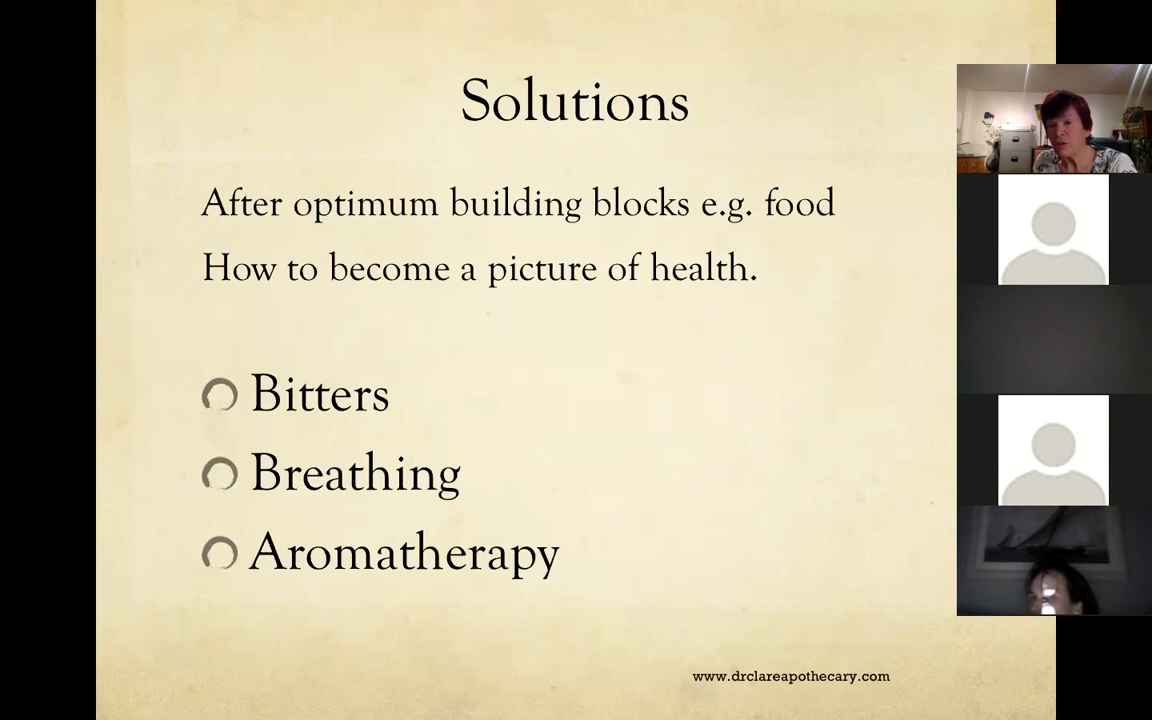 Solutions
After optimum building blocks e.g. food
How to become a picture of health.
Bitters
Breathing
Aromatherapy
www.drclareapothecary.com